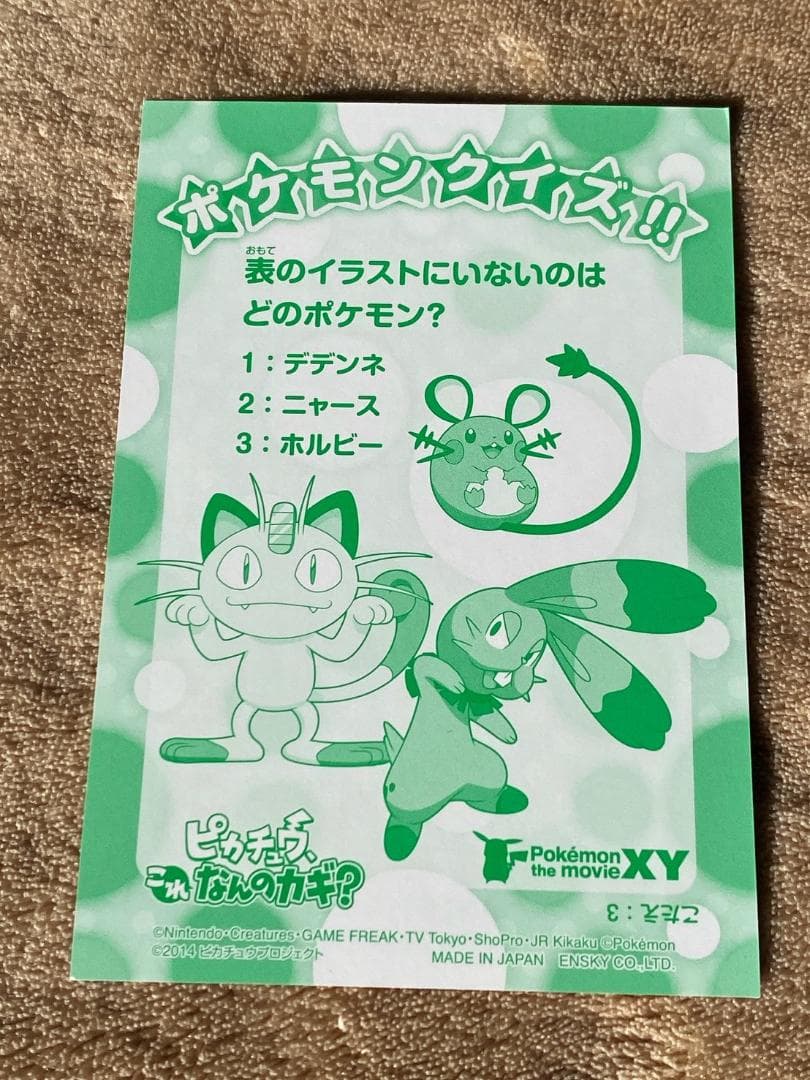 ポケモンクイズ!!
おもて
表のイラストにいないのは
どのポケモン?
1:デデンネ
2:ニャース
3:ホルビー
ピカチュウ、
これなんのカギ?
Pokémon
the movie XY
こたえ:3
©Nintendo・Creatures・GAME FREAK・TV Tokyo・ShoPro・JR Kikaku ©Pokémon
©2014 ピカチュウプロジェクト
MADE IN JAPAN ENSKY CO.,LTD.